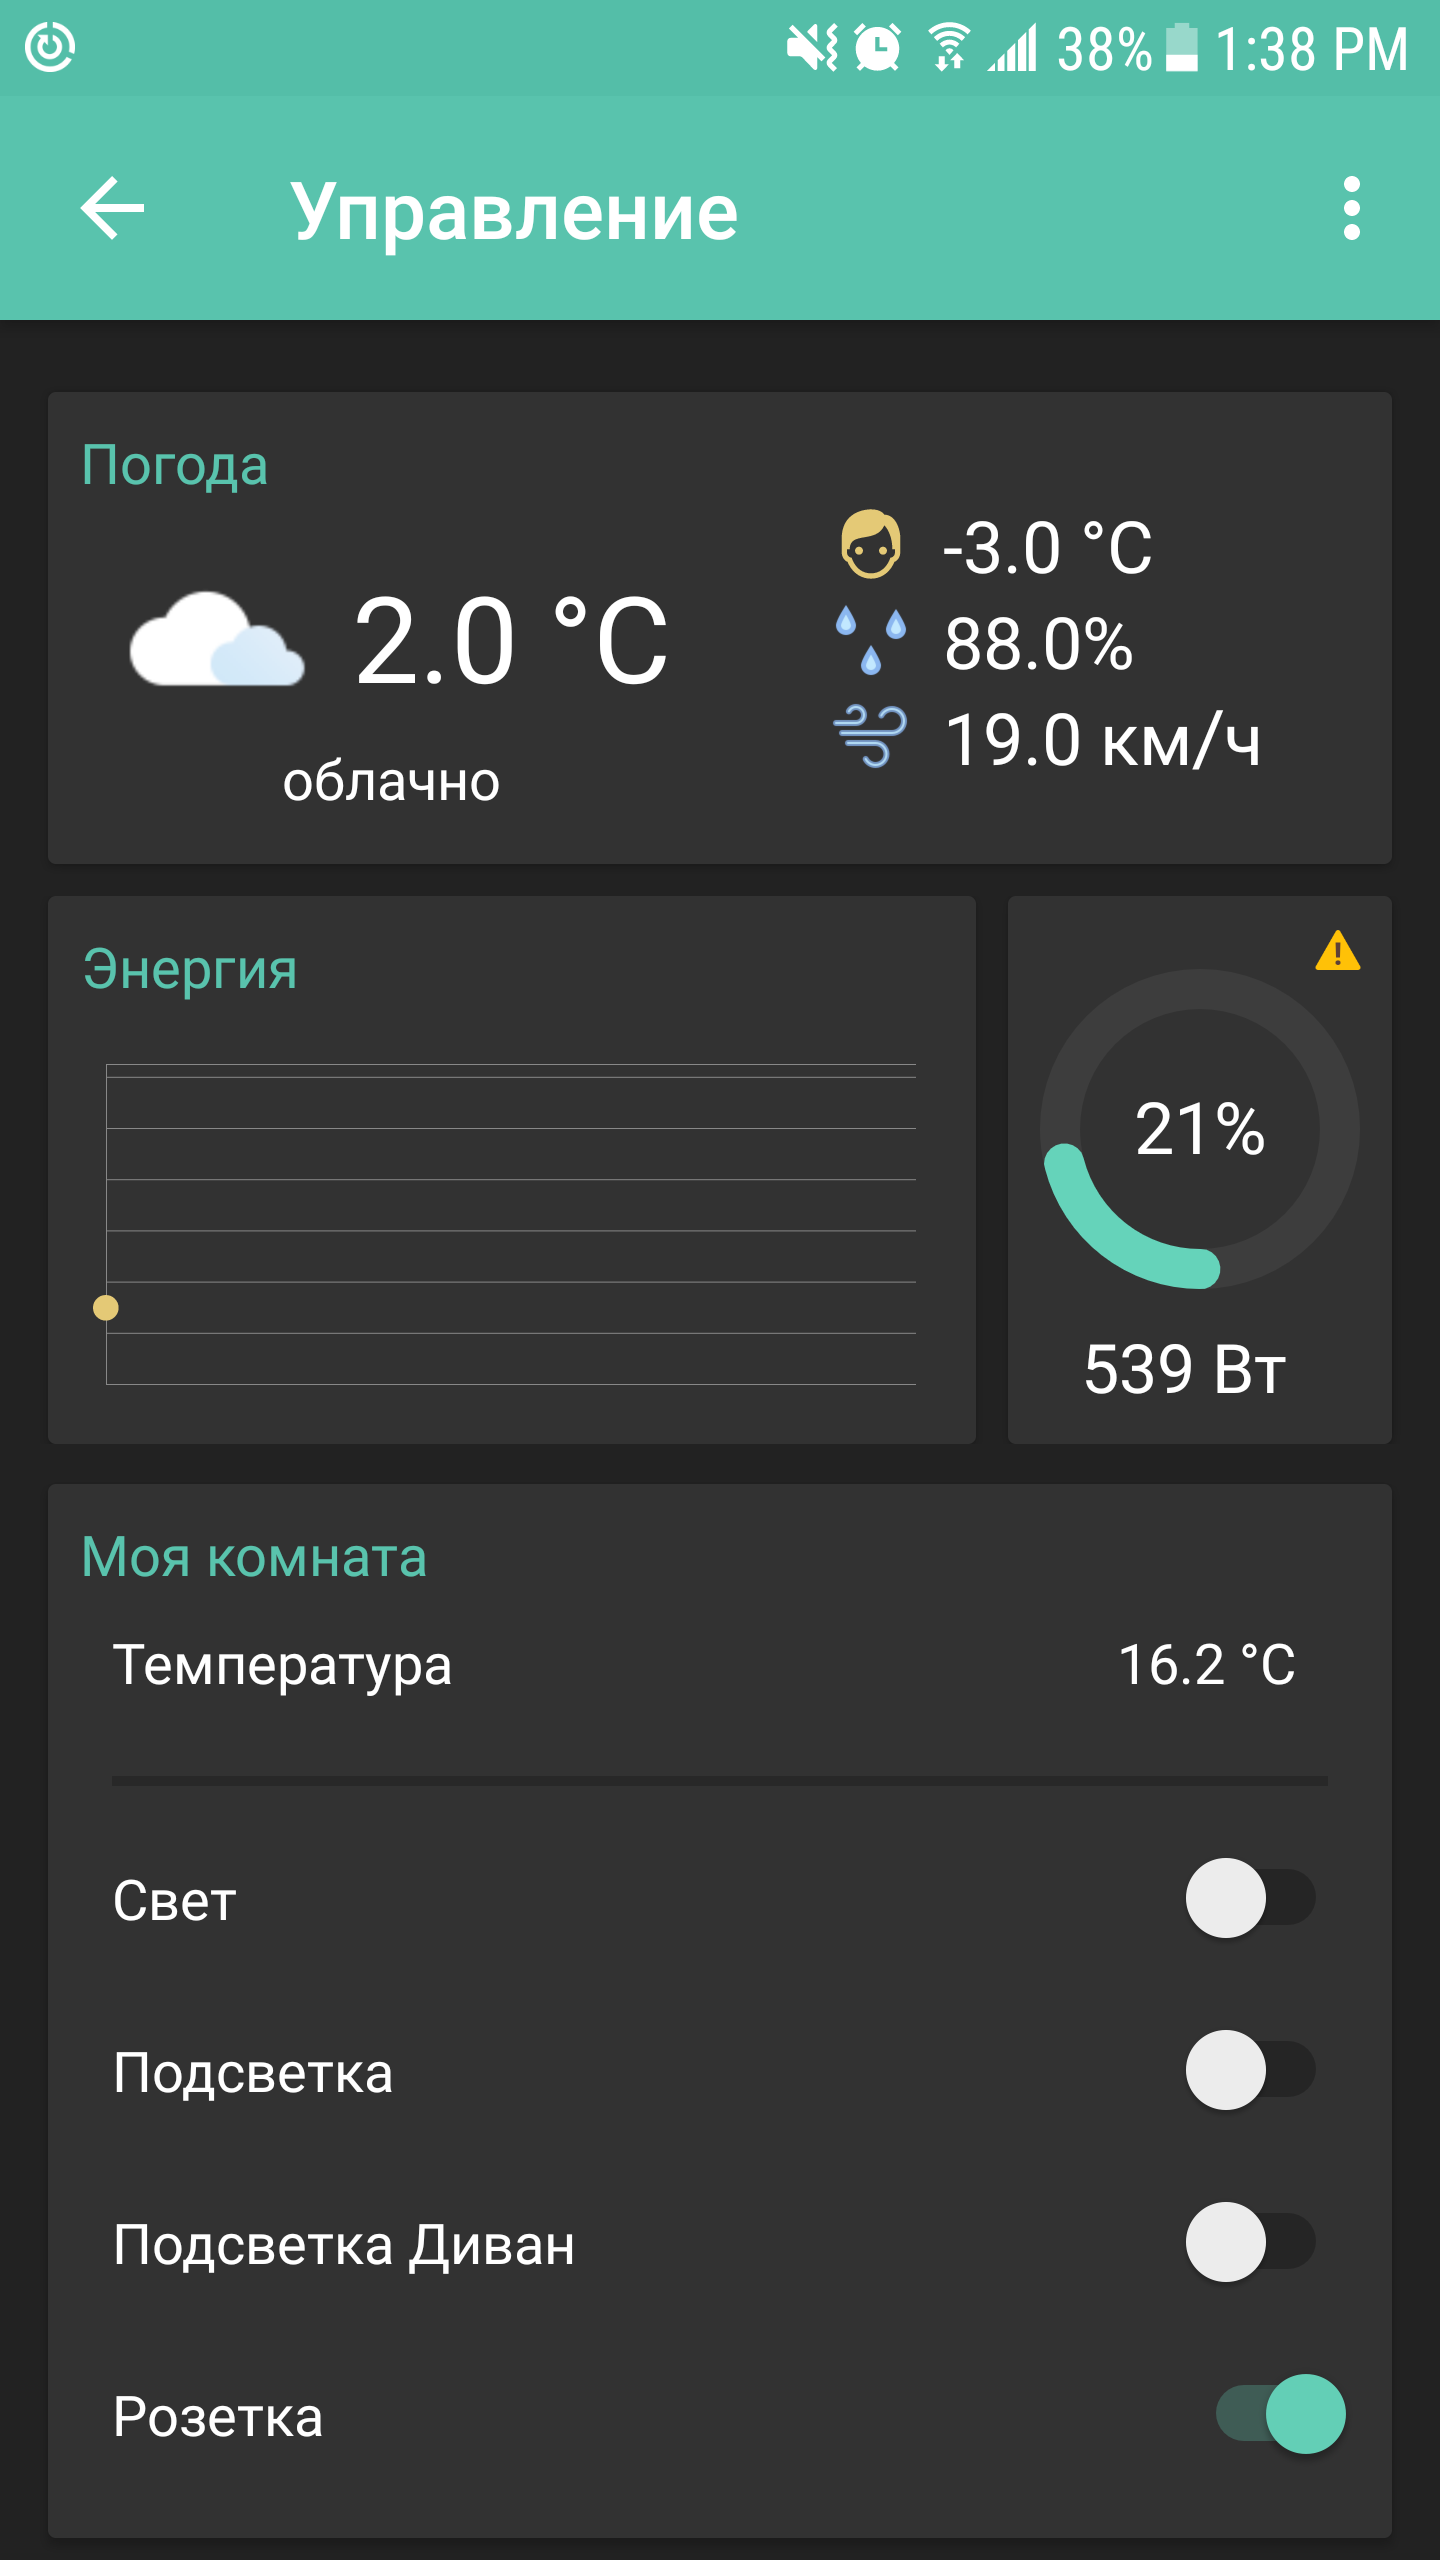 38% 1:38 PM
Управление
Погода
2.0 °C
облачно
-3.0 °C
88.0%
19.0 км/ч
Энергия
21%
539 Вт
Моя комната
Температура 16.2 °C
Свет
Подсветка
Подсветка Диван
Розетка